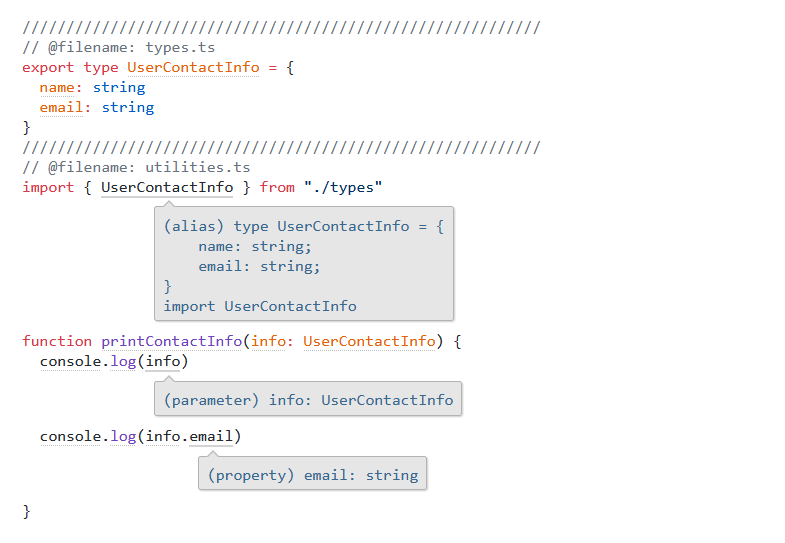 ///////////////////////////////////////////////////////////
// @filename: types.ts
export type UserContactInfo = {
  name: string
  email: string
}
///////////////////////////////////////////////////////////
// @filename: utilities.ts
import { UserContactInfo } from "./types"
(alias) type UserContactInfo = {
    name: string;
    email: string;
}
import UserContactInfo
function printContactInfo(info: UserContactInfo) {
  console.log(info)
(parameter) info: UserContactInfo
  console.log(info.email)
(property) email: string
}